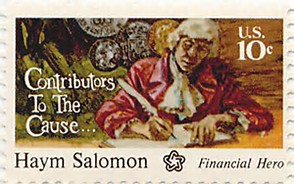 U.S.
10c
Contributors
To The
Cause...
Haym Salomon
Financial Hero